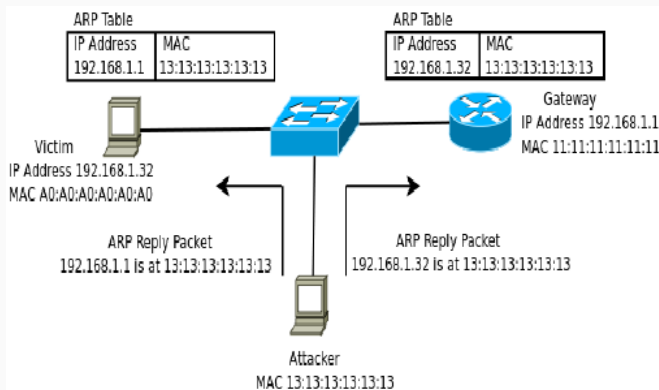 ARP Table
IP Address MAC
192.168.1.1 13:13:13:13:13:13
ARP Table
IP Address MAC
192.168.1.32 13:13:13:13:13:13
Victim
IP Address 192.168.1.32
MAC A0:A0:A0:A0:A0:A0
Gateway
IP Address 192.168.1.1
MAC 11:11:11:11:11:11
ARP Reply Packet
192.168.1.1 is at 13:13:13:13:13:13
ARP Reply Packet
192.168.1.32 is at 13:13:13:13:13:13
Attacker
MAC 13:13:13:13:13:13